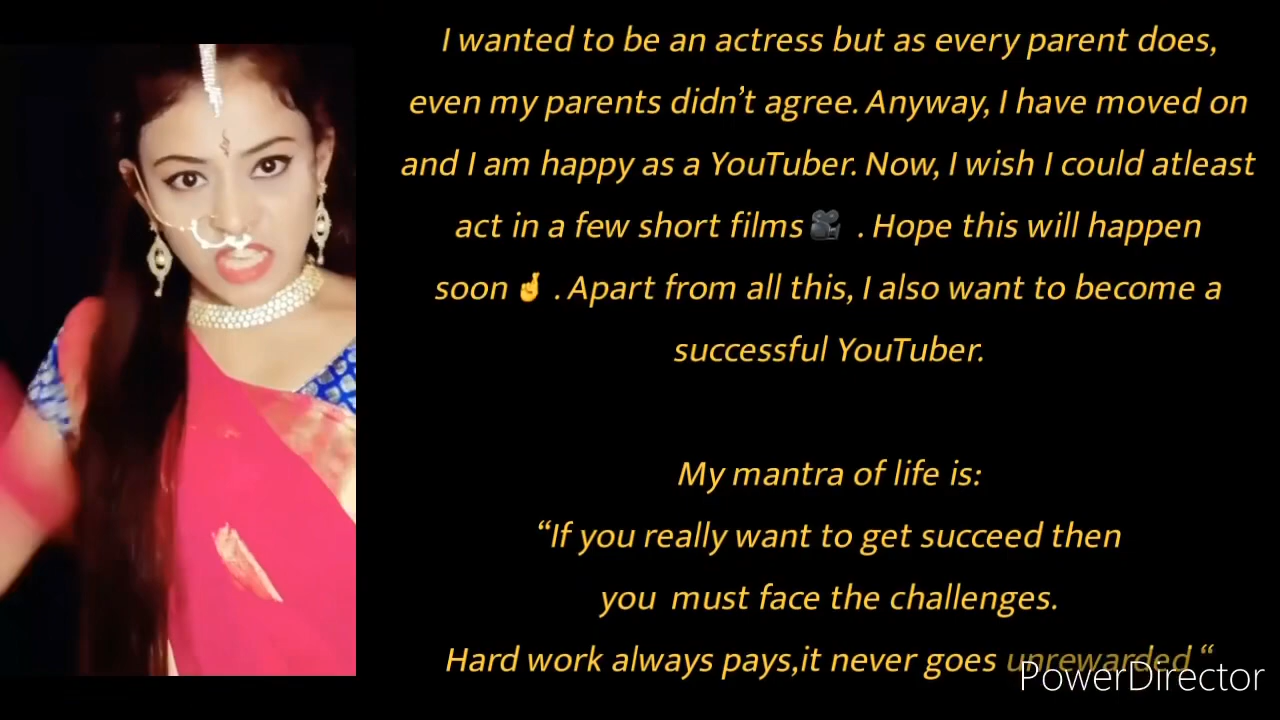 I wanted to be an actress but as every parent does,
even my parents didn’t agree. Anyway, I have moved on
and I am happy as a YouTuber. Now, I wish I could atleast
act in a few short films🎥 . Hope this will happen
soon🤞 . Apart from all this, I also want to become a
successful YouTuber.
My mantra of life is:
“If you really want to get succeed then
you must face the challenges.
Hard work always pays,it never goes unrewarded “
PowerDirector